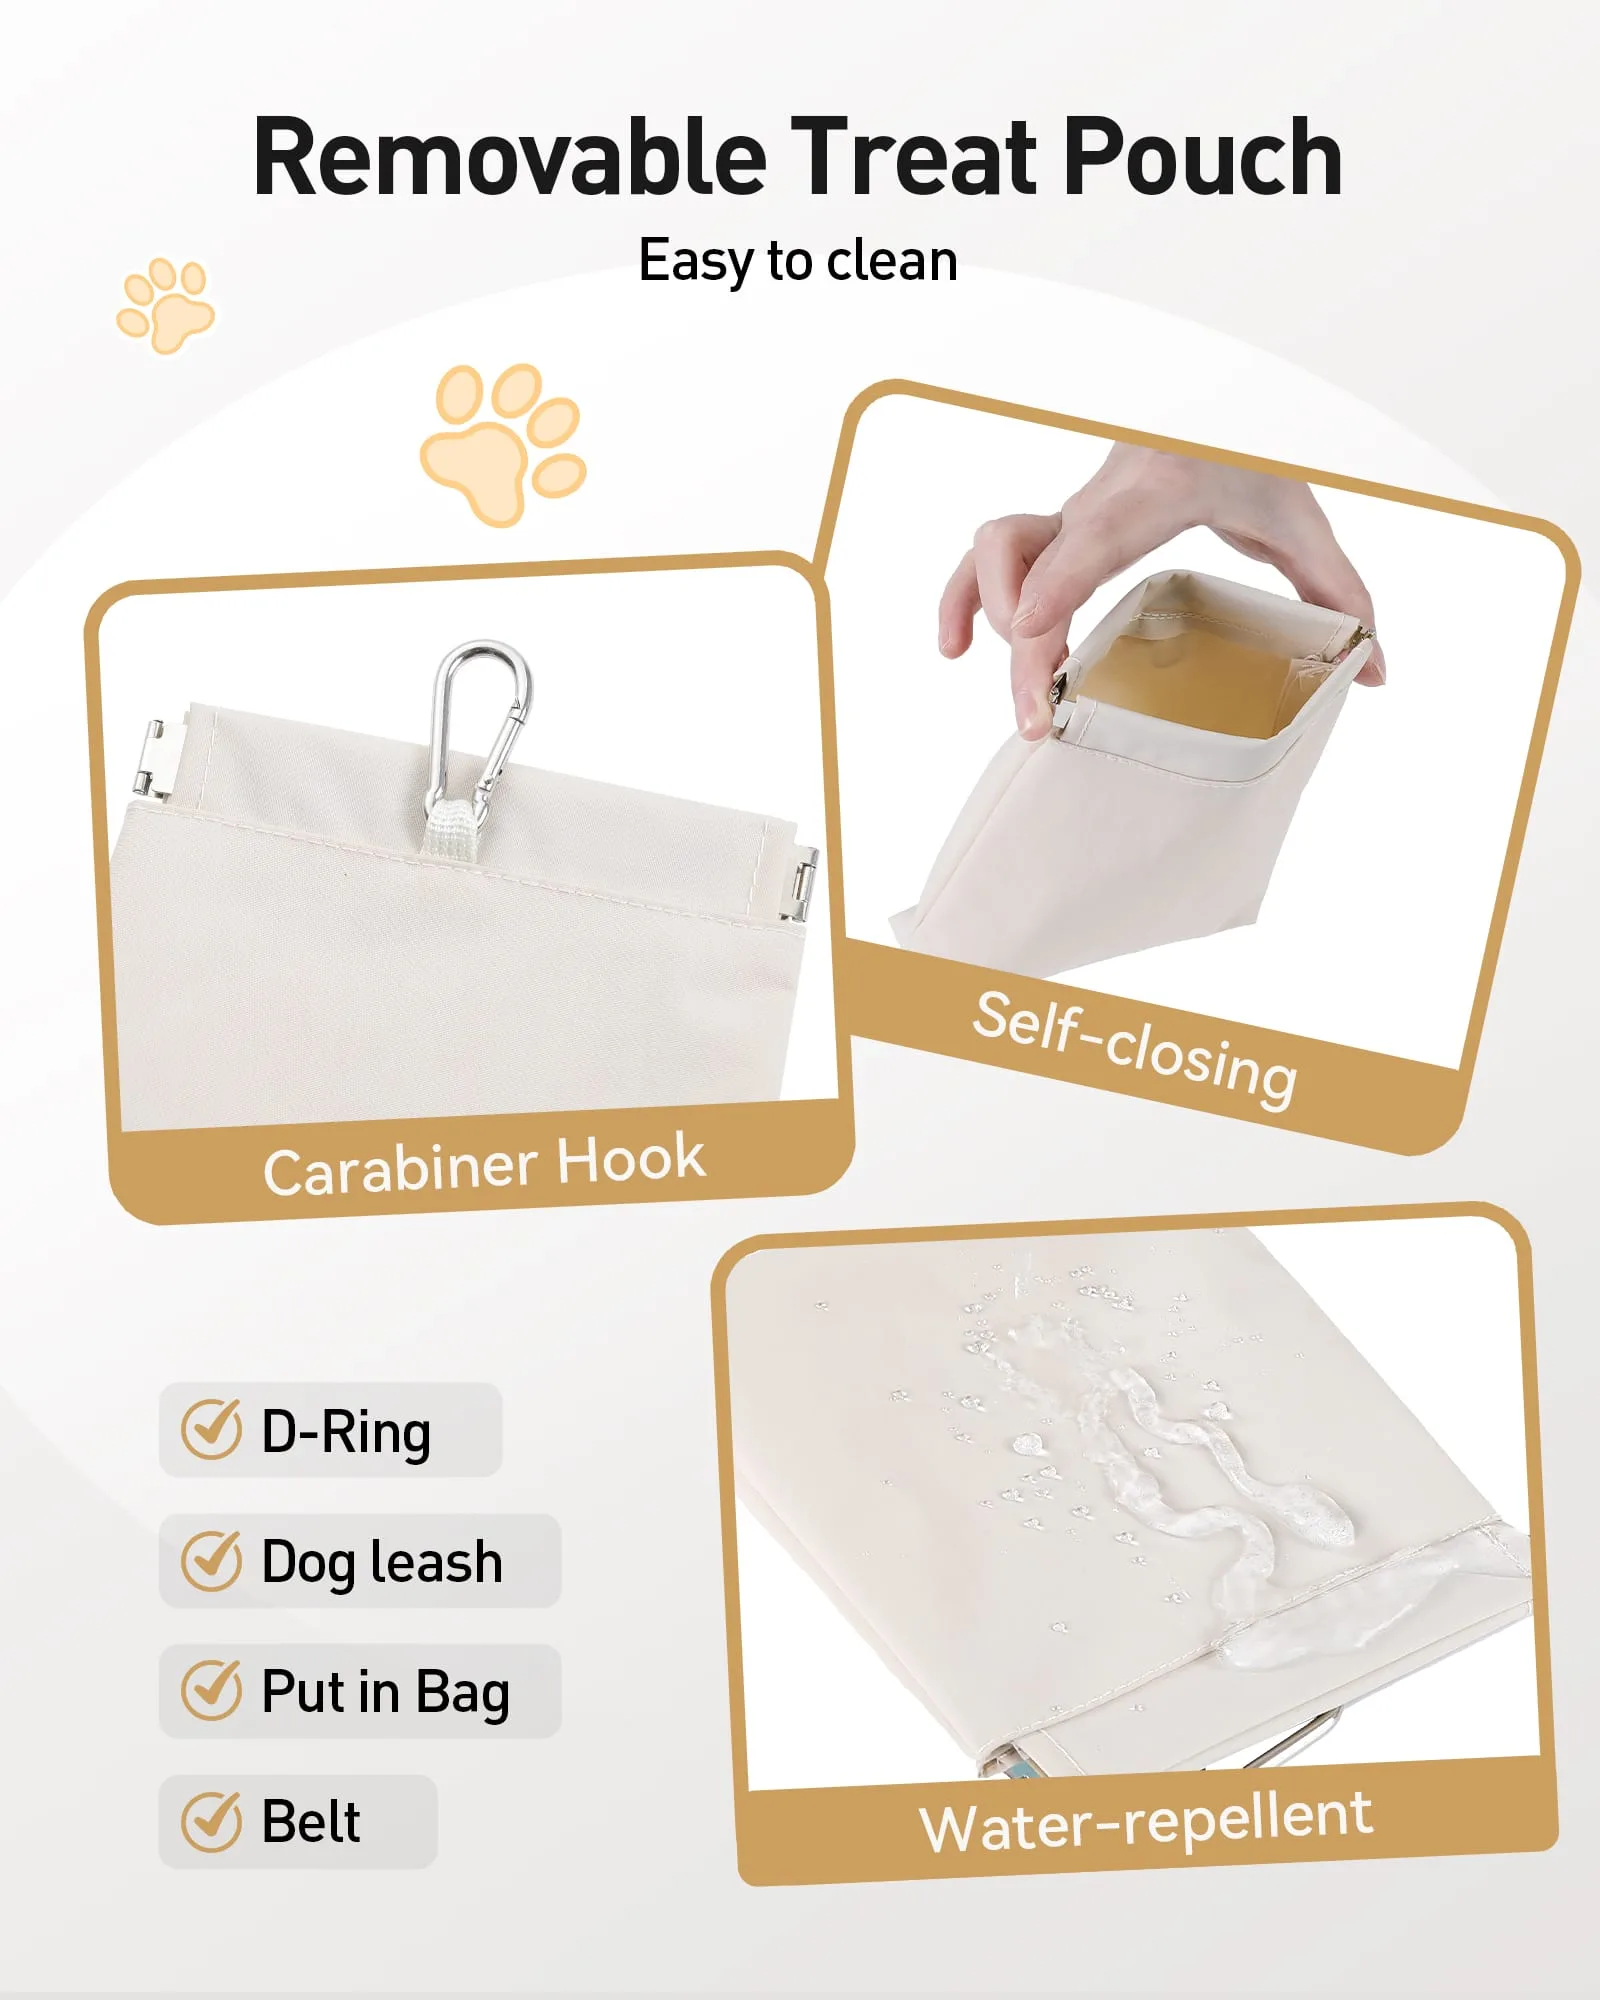 Removable Treat Pouch
Easy to clean
Carabiner Hook
Self-closing
D-Ring
Dog leash
Put in Bag
Belt
Water-repellent